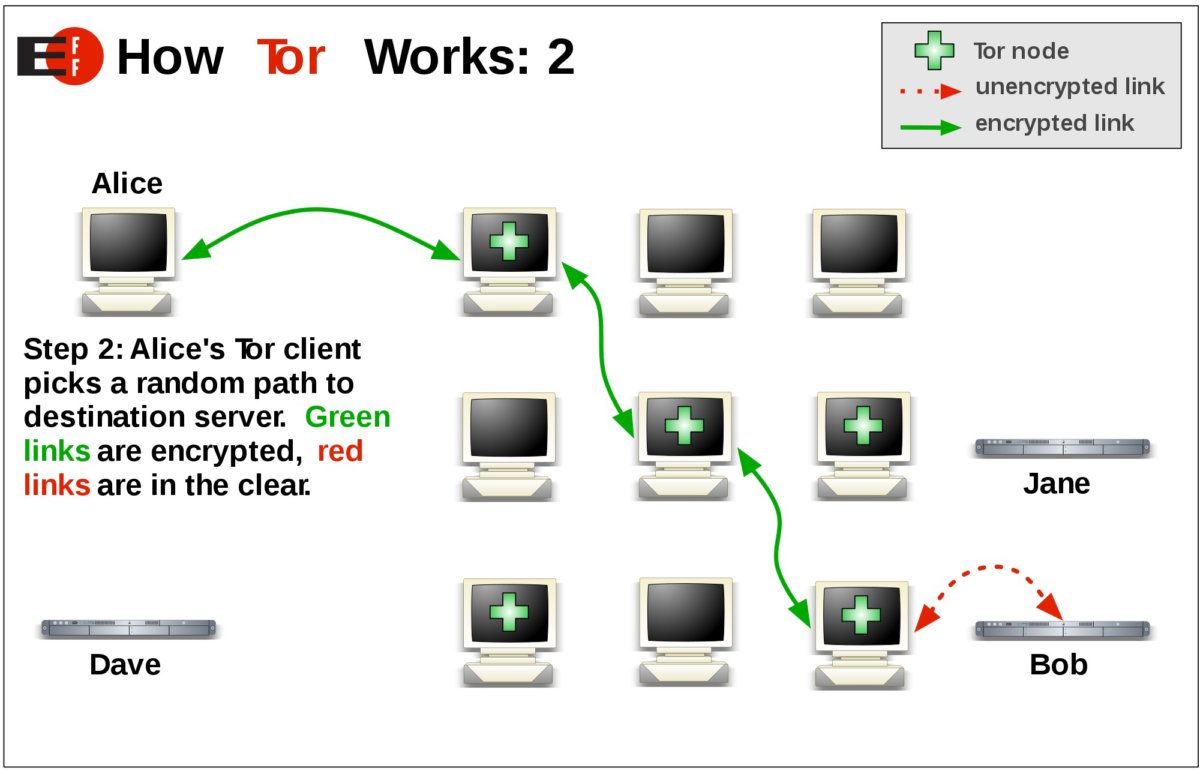 EFF How Tor Works: 2
Tor node
unencrypted link
encrypted link
Alice
Step 2: Alice's Tor client
picks a random path to
destination server. Green
links are encrypted, red
links are in the clear.
Jane
Dave
Bob